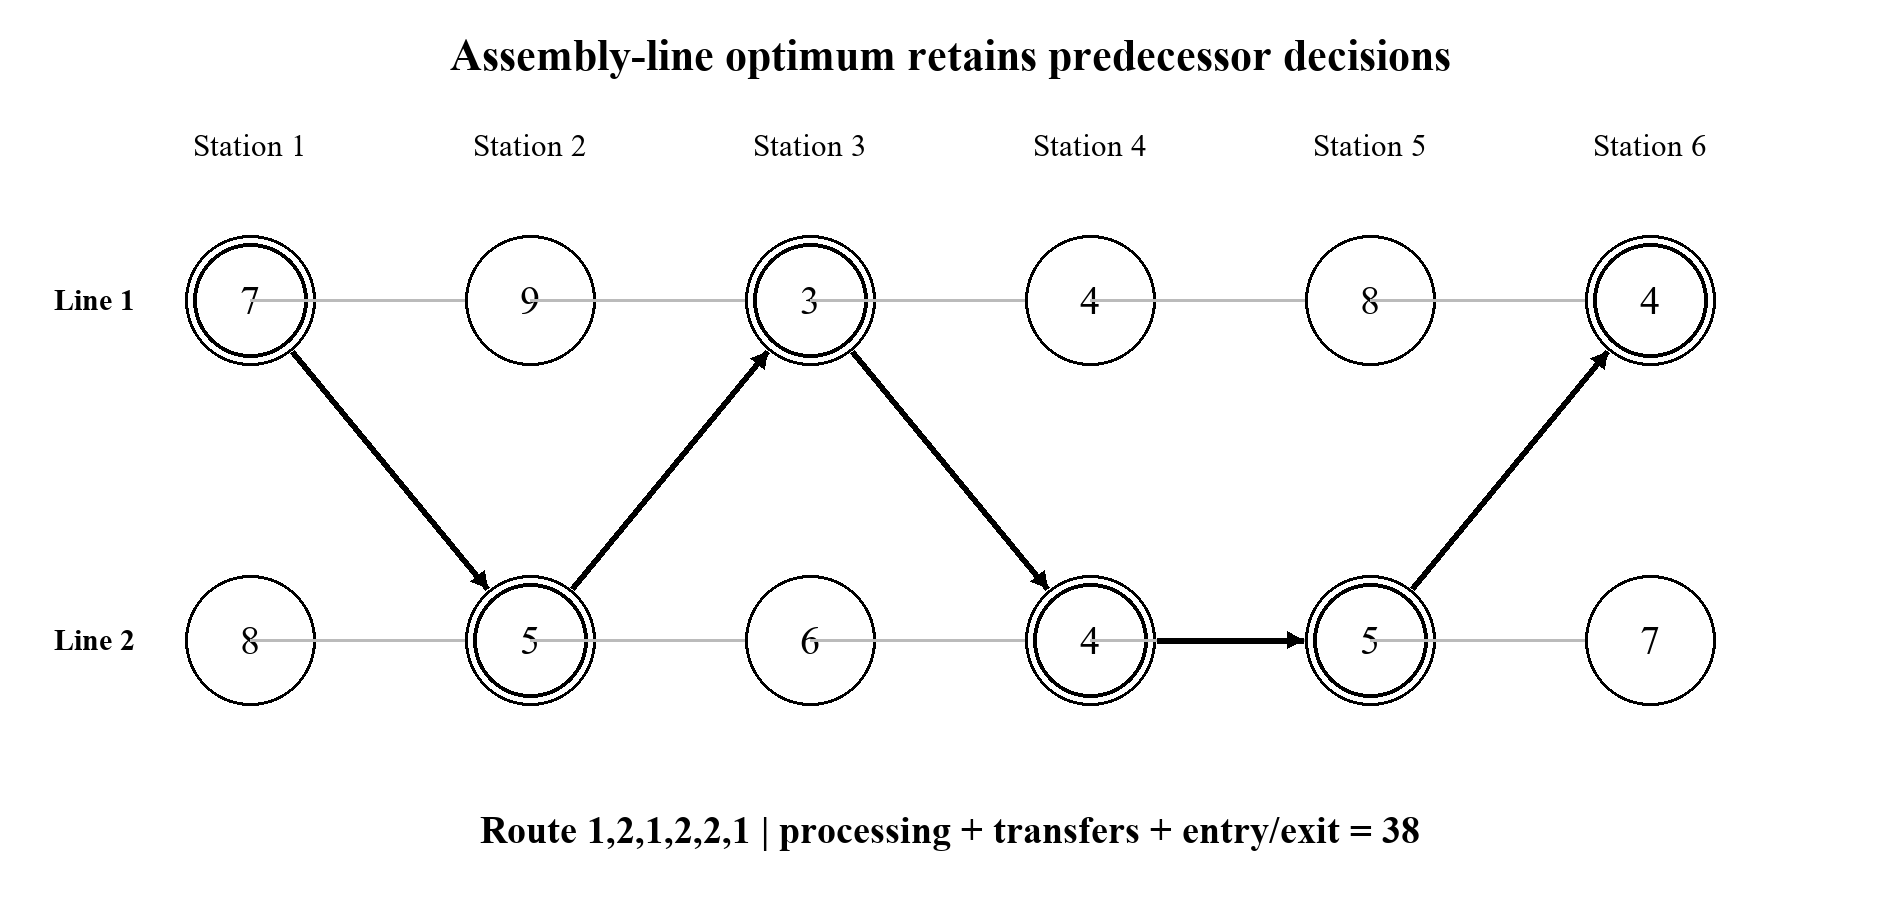 Assembly-line optimum retains predecessor decisions
Station 1 Station 2 Station 3 Station 4 Station 5 Station 6
Line 1 7 9 3 4 8 4
Line 2 8 5 6 4 5 7
Route 1,2,1,2,2,1 | processing + transfers + entry/exit = 38